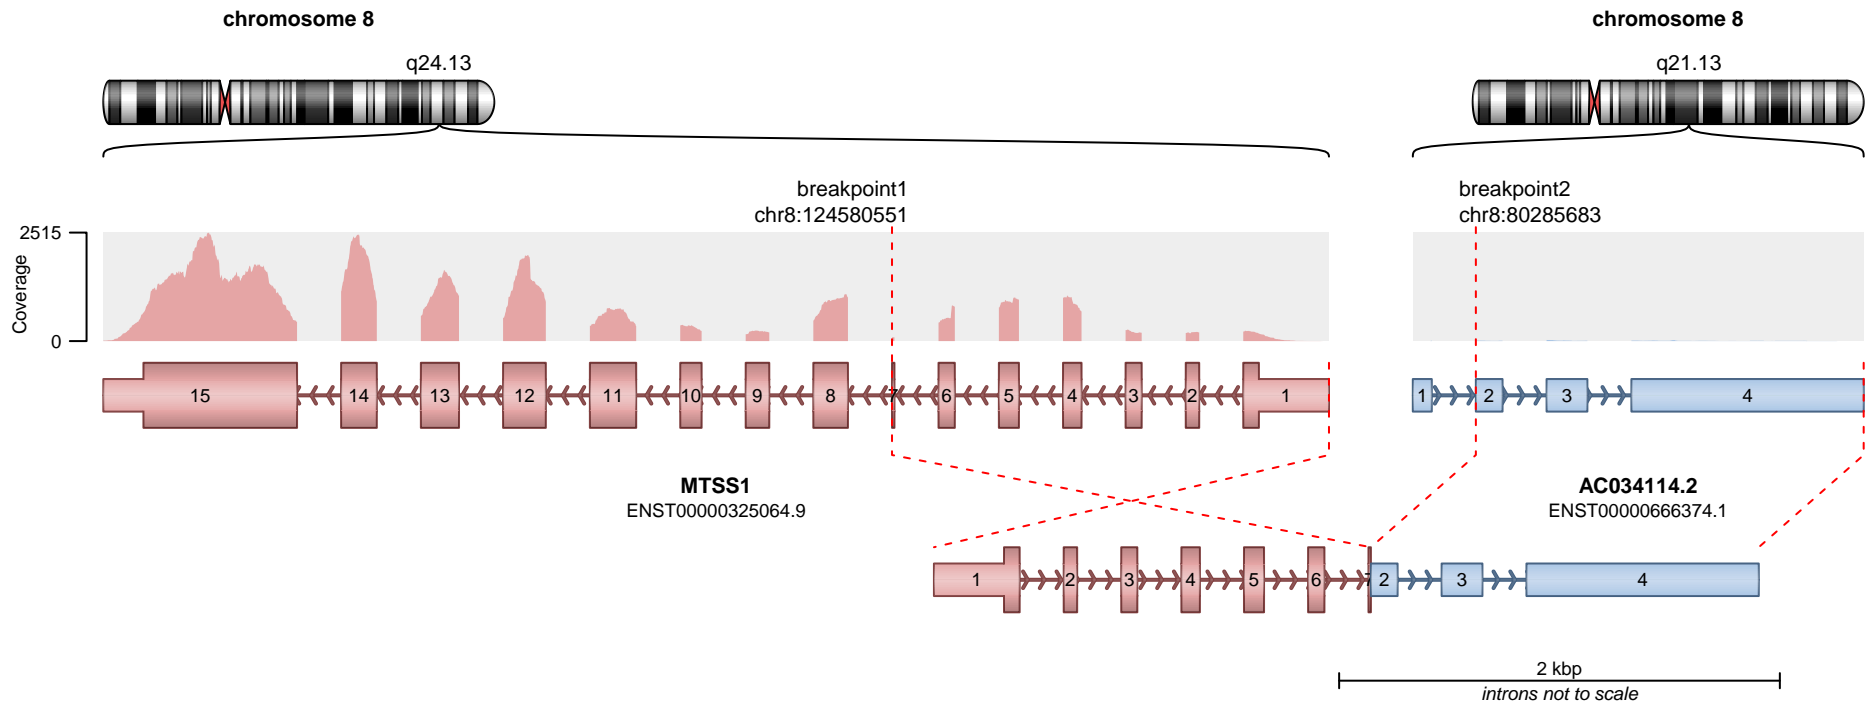 chromosome 8
chromosome 8
q24.13
q21.13
breakpoint1
chr8:124580551
breakpoint2
chr8:80285683
2515
Coverage
0
15 14 13 12 11 10 9 8 7 6 5 4 3 2 1
1 2 3 4
MTSS1
ENST00000325064.9
AC034114.2
ENST00000666374.1
1 2 3 4 5 6 7 2 3 4
2 kbp
introns not to scale